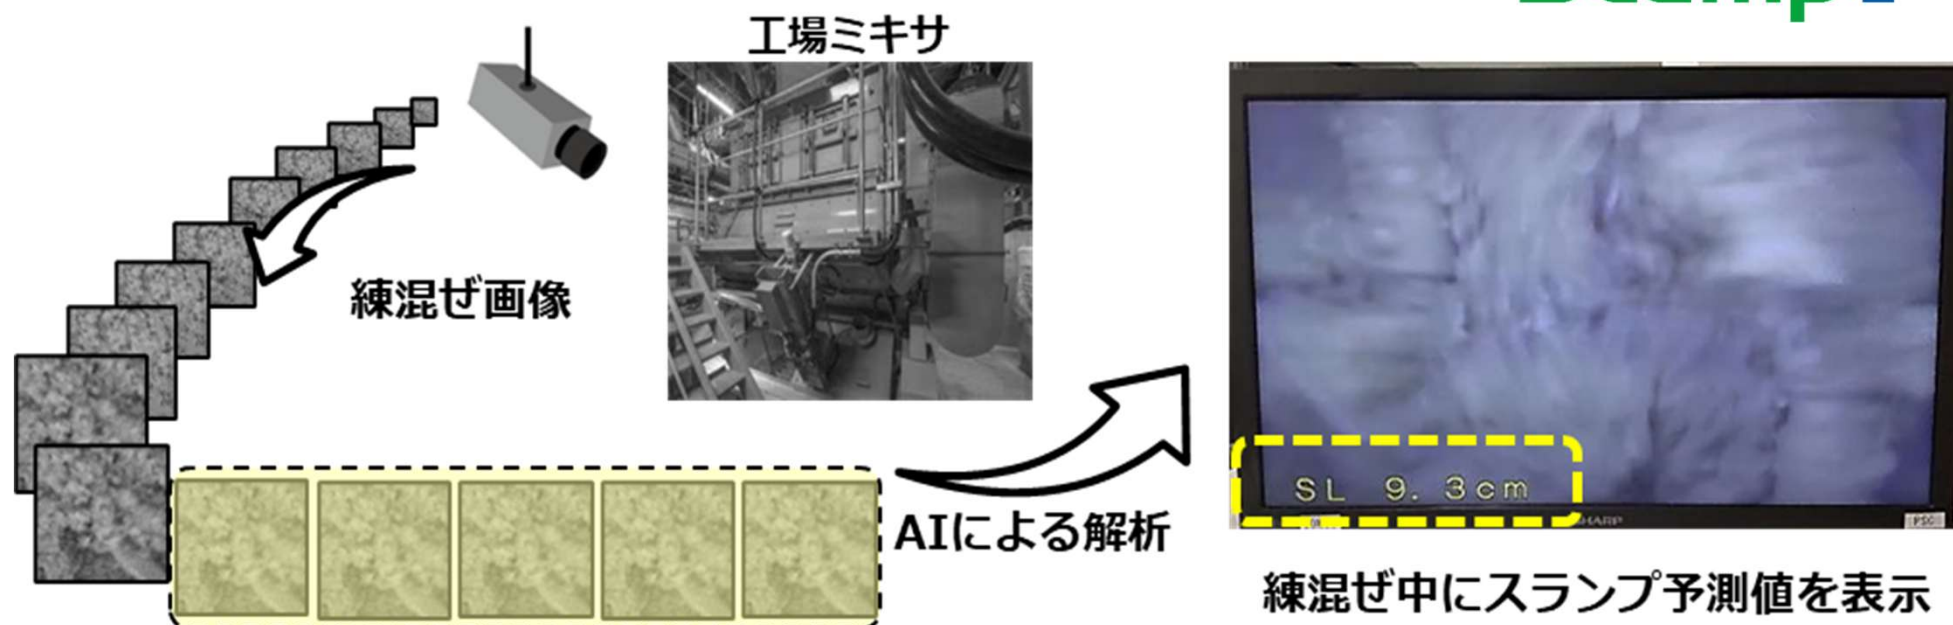 工場ミキサ
練混ぜ画像
AIによる解析
SL 9.3cm
練混ぜ中にスランプ予測値を表示